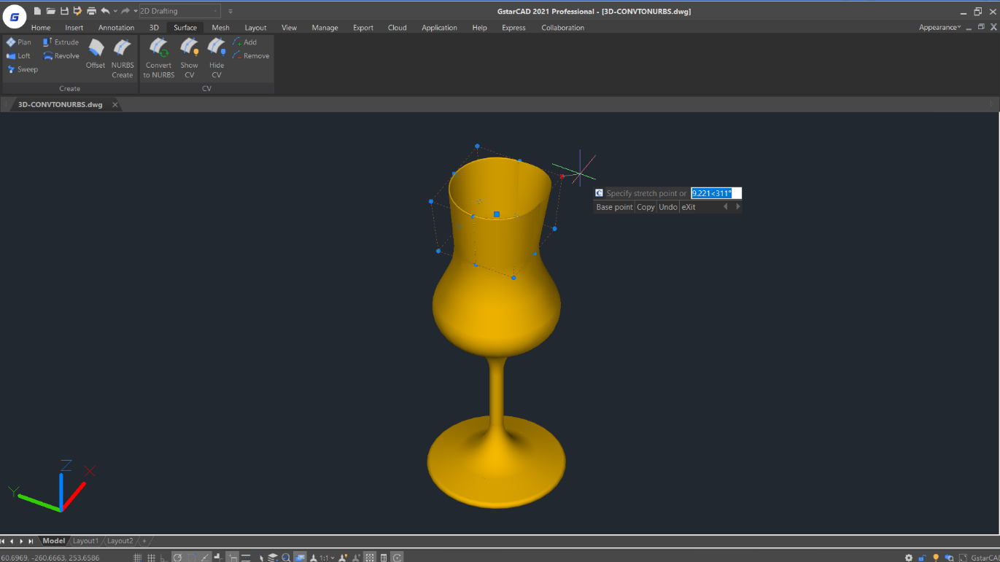 G 2D Drafting GstarCAD 2021 Professional - [3D-CONVTONURBS.dwg]
Home Insert Annotation 3D Surface Mesh Layout View Manage Export Cloud Application Help Express Collaboration Appearance
Plan Extrude Add
Loft Revolve Remove
Sweep
Offset NURBS Create Convert to NURBS Show CV Hide CV
Create CV
3D-CONVTONURBS.dwg
C Specify stretch point or 9.221<311°
Base point Copy Undo eXit
Z
X
Y
Model Layout1 Layout2 +
60.6969, -260.6663, 253.6586 1:1 GstarCAD